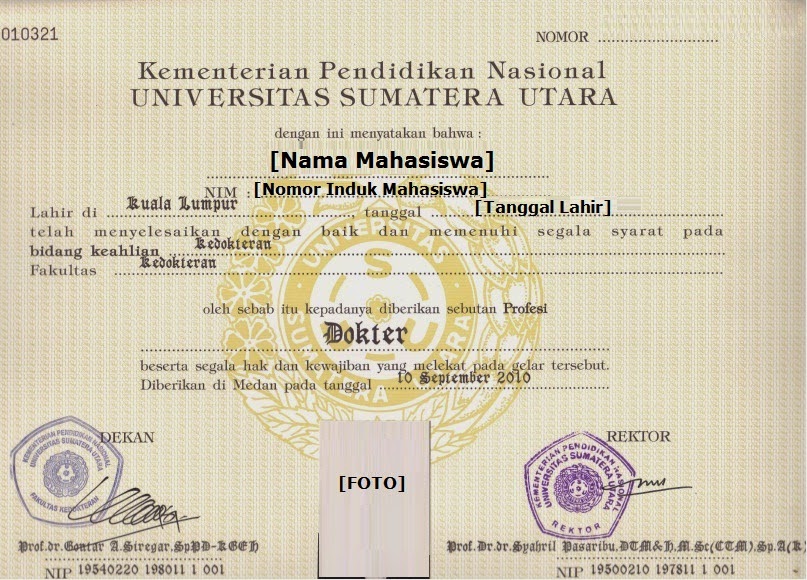 010321
NOMOR ..............................
Kementerian Pendidikan Nasional
UNIVERSITAS SUMATERA UTARA
dengan ini menyatakan bahwa :
[Nama Mahasiswa]
NIM : [Nomor Induk Mahasiswa]
Lahir di Kuala Lumpur, tanggal [Tanggal Lahir]
telah menyelesaikan dengan baik dan memenuhi segala syarat pada
bidang keahlian Kedokteran
Fakultas Kedokteran
oleh sebab itu kepadanya diberikan sebutan Profesi
Dokter
beserta segala hak dan kewajiban yang melekat pada gelar tersebut.
Diberikan di Medan pada tanggal 10 September 2010
UNIVERSITAS SUMATERA UTARA
DEKAN
REKTOR
KEMENTERIAN PENDIDIKAN NASIONAL
UNIVERSITAS SUMATERA UTARA
FAKULTAS KEDOKTERAN
[FOTO]
KEMENTERIAN PENDIDIKAN NASIONAL
UNIVERSITAS SUMATERA UTARA
REKTOR
Prof.dr.Gontar A.Siregar,SpPD-KGEH
Prof.Dr.dr.Syahril Pasaribu,DTM&H,M.Sc(CTM),Sp.A(K)
NIP 19540220 198011 1 001
NIP 19500210 197811 1 001